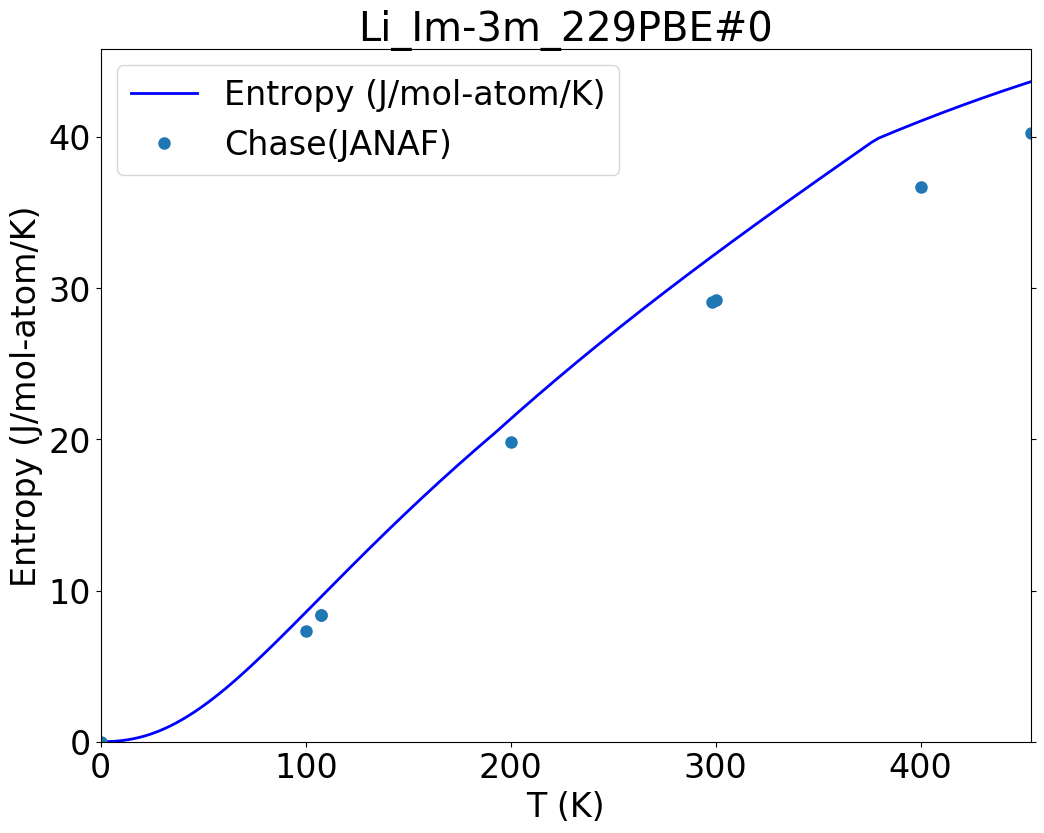 Li_Im-3m_229PBE#0
Entropy (J/mol-atom/K)
Chase(JANAF)
Entropy (J/mol-atom/K)
40
30
20
10
0
0 100 200 300 400
T (K)